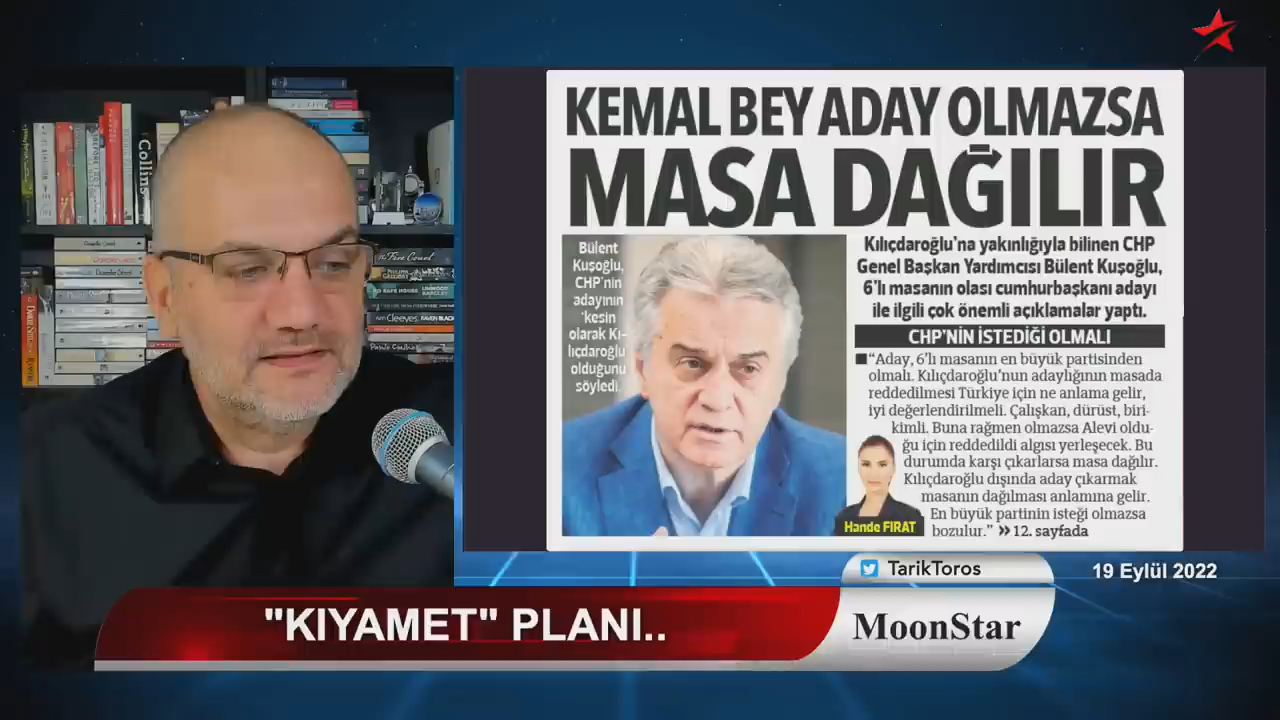 KEMAL BEY ADAY OLMAZSA
MASA DAĞILIR
Bülent
Kuşoğlu,
CHP'nin
adayının
'kesin
olarak Kı-
lıçdaroğlu
olduğunu
söyledi.
Kılıçdaroğlu'na yakınlığıyla bilinen CHP
Genel Başkan Yardımcısı Bülent Kuşoğlu,
6'lı masanın olası cumhurbaşkanı adayı
ile ilgili çok önemli açıklamalar yaptı.
CHP'NİN İSTEDİĞİ OLMALI
"Aday, 6'lı masanın en büyük partisinden
olmalı. Kılıçdaroğlu'nun adaylığının masada
reddedilmesi Türkiye için ne anlama gelir,
iyi değerlendirilmeli. Çalışkan, dürüst, biri-
kimli. Buna rağmen olmazsa Alevi oldu-
ğu için reddedildi algısı yerleşecek. Bu
durumda karşı çıkarlarsa masa dağılır.
Kılıçdaroğlu dışında aday çıkarmak
masanın dağılması anlamına gelir.
En büyük partinin isteği olmazsa
bozulur." » 12. sayfada
Hande FIRAT
Collins
Cleeves RAVEN BLACK
TarikToros
19 Eylül 2022
"KIYAMET" PLANI..
MoonStar